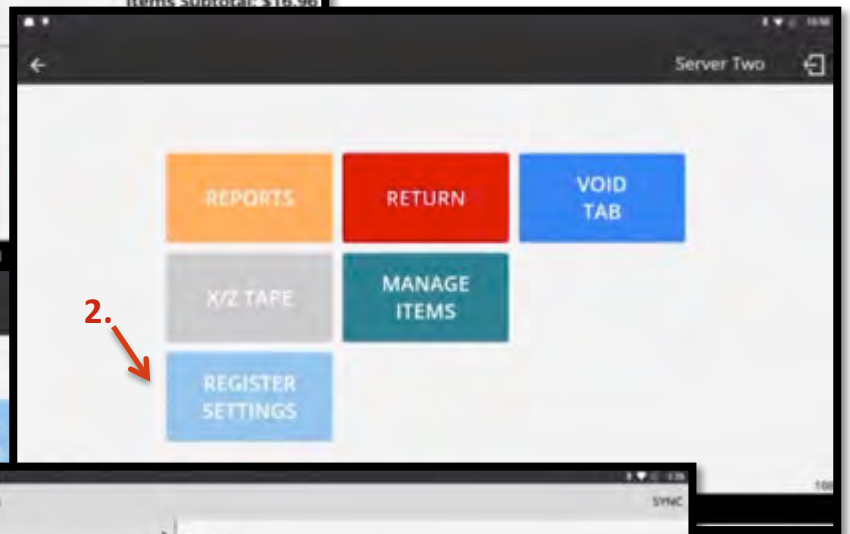 Items Subtotal: $16.96
Server Two
REPORTS
RETURN
VOID
TAB
X/Z TAPE
MANAGE
ITEMS
2.
REGISTER
SETTINGS
SYNC